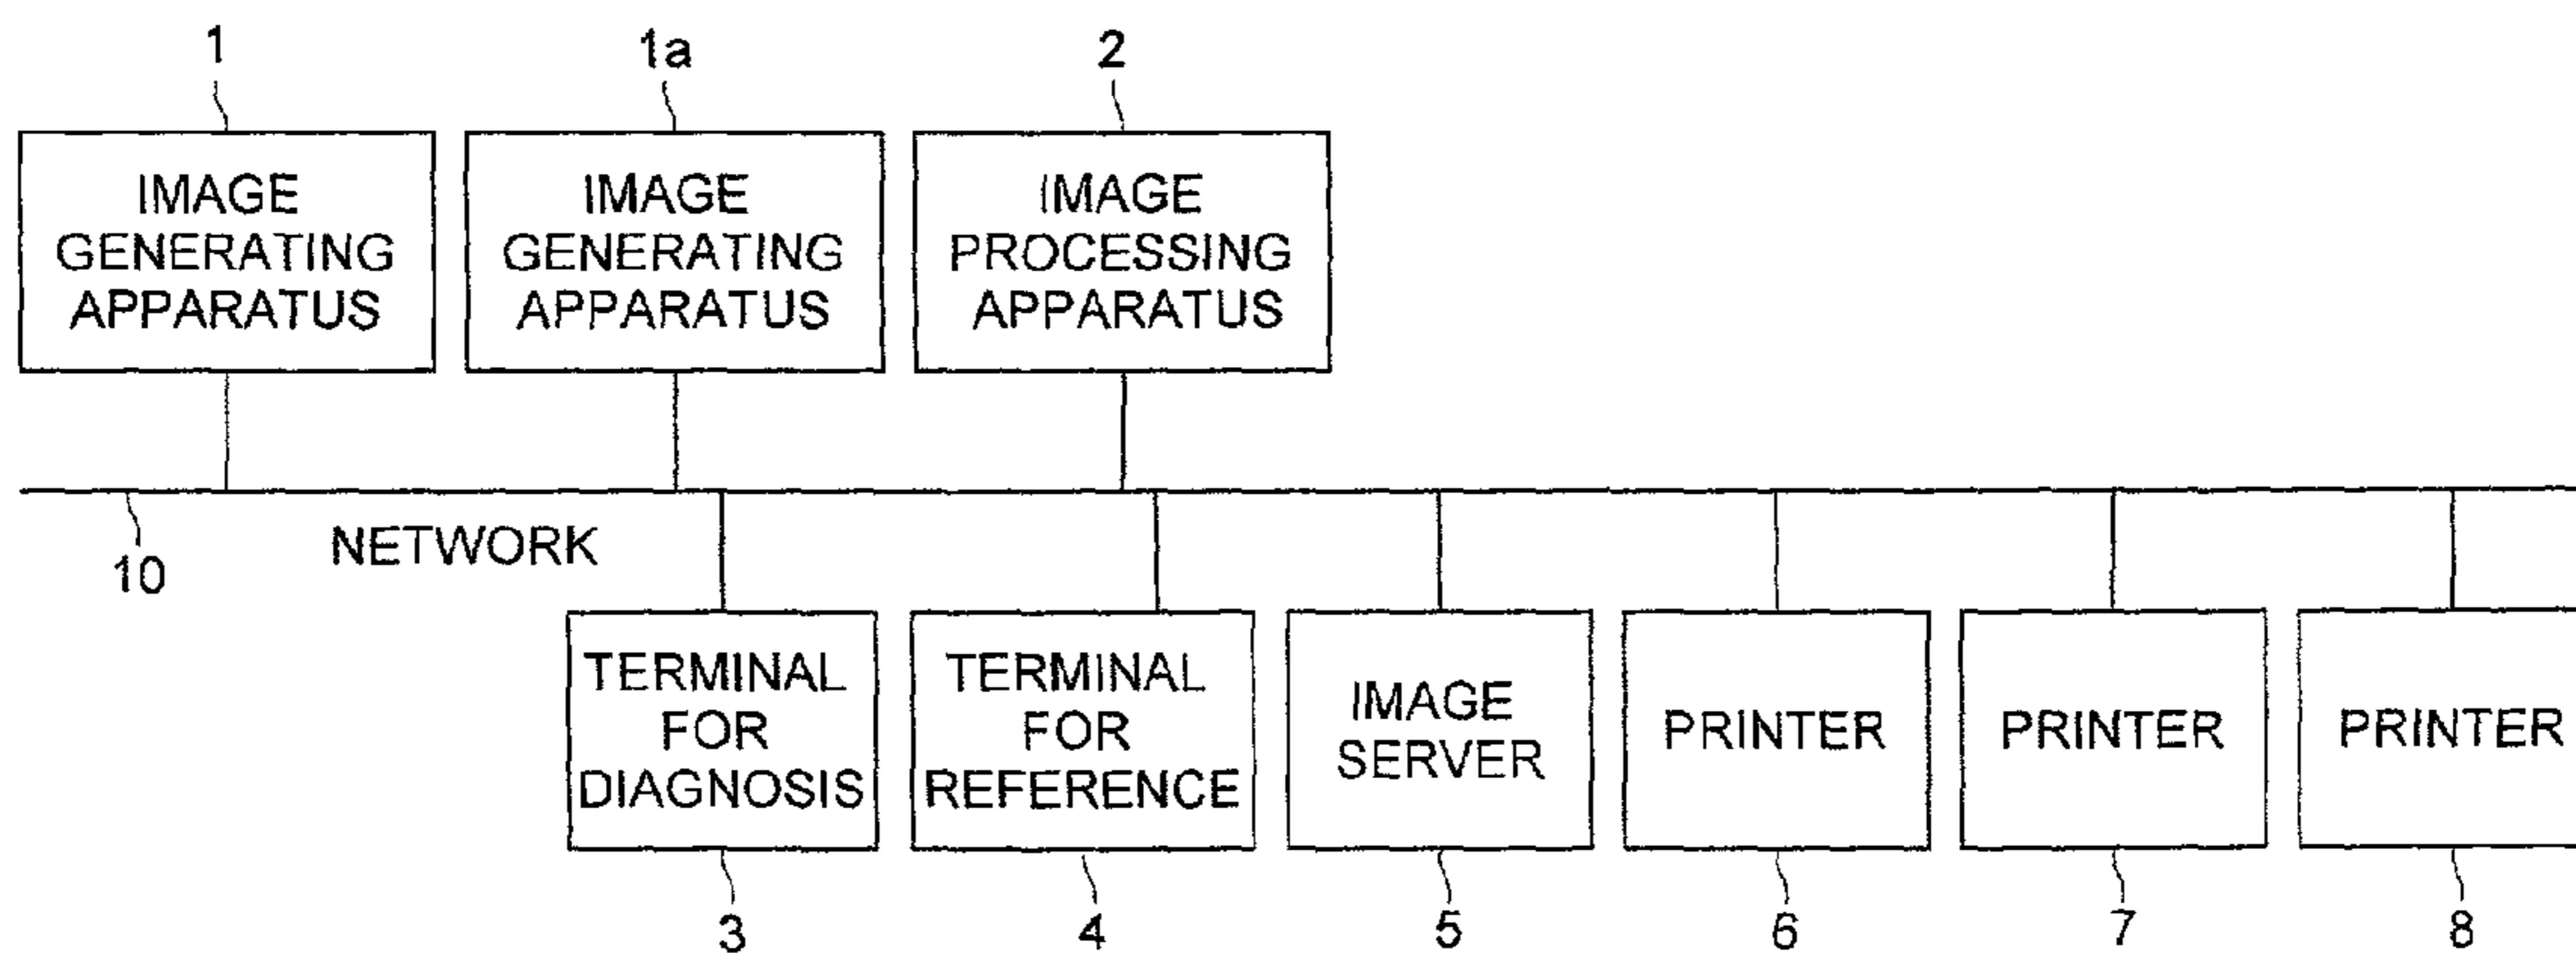 1
1a
2
IMAGE
GENERATING
APPARATUS
IMAGE
GENERATING
APPARATUS
IMAGE
PROCESSING
APPARATUS
10
NETWORK
TERMINAL
FOR
DIAGNOSIS
TERMINAL
FOR
REFERENCE
IMAGE
SERVER
PRINTER
PRINTER
PRINTER
3
4
5
6
7
8